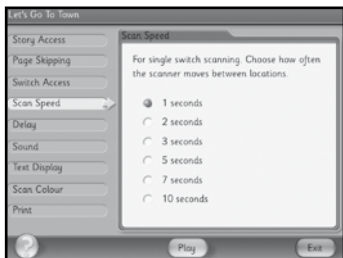 Let's Go To Town
Story Access
Page Skipping
Switch Access
Scan Speed
Delay
Sound
Text Display
Scan Colour
Print
Scan Speed
For single switch scanning. Choose how often
the scanner moves between locations.
1 seconds
2 seconds
3 seconds
5 seconds
7 seconds
10 seconds
?
Play
Exit